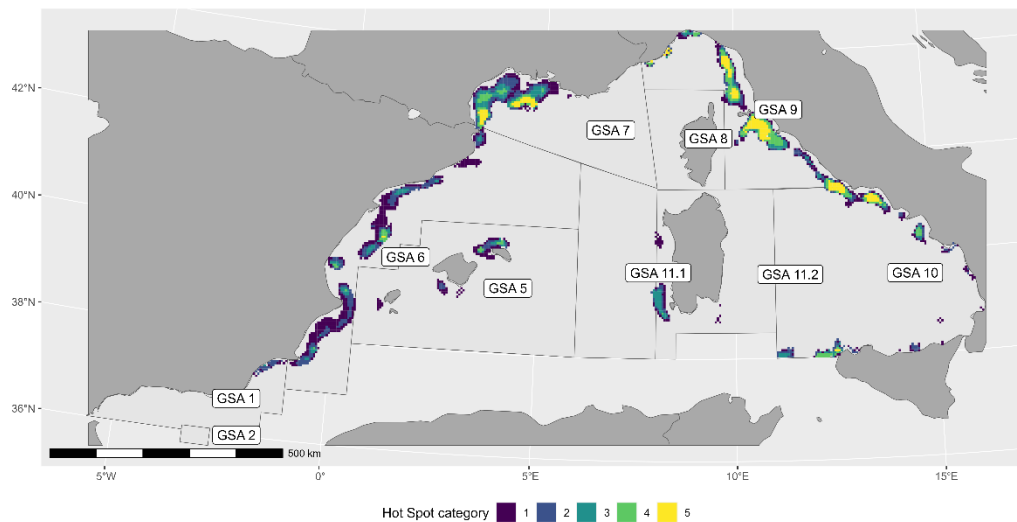 42°N
40°N
38°N
36°N
GSA 7
GSA 8
GSA 9
GSA 6
GSA 5
GSA 11.1
GSA 11.2
GSA 10
GSA 1
GSA 2
500 km
5°W
0°
5°E
10°E
15°E
Hot Spot category 1 2 3 4 5